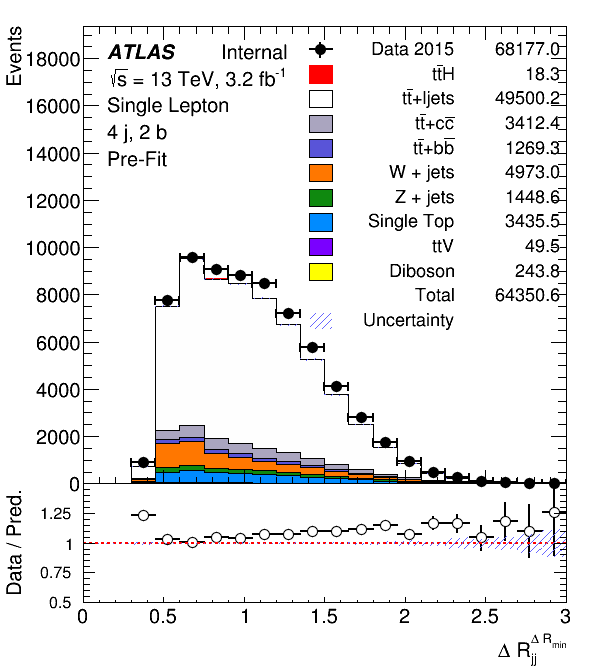 Events
18000
16000
14000
12000
10000
8000
6000
4000
2000
0
ATLAS Internal
√s = 13 TeV, 3.2 fb⁻¹
Single Lepton
4 j, 2 b
Pre-Fit
Data 2015 68177.0
tt̄H 18.3
tt̄+ljets 49500.2
tt̄+cc̄ 3412.4
tt̄+bb̄ 1269.3
W + jets 4973.0
Z + jets 1448.6
Single Top 3435.5
ttV 49.5
Diboson 243.8
Total 64350.6
Uncertainty
Data / Pred.
1.25
1
0.75
0.5
0 0.5 1 1.5 2 2.5 3
Δ R_jj^Δ R_min